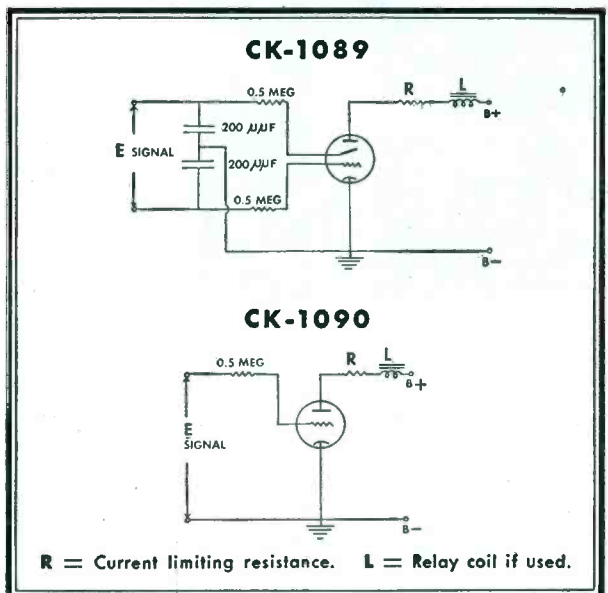 CK-1089
0.5 MEG
R
L
B+
200 µµF
E SIGNAL
200 µµF
0.5 MEG
B-
CK-1090
0.5 MEG
R
L
B+
E
SIGNAL
B-
R = Current limiting resistance. L = Relay coil if used.